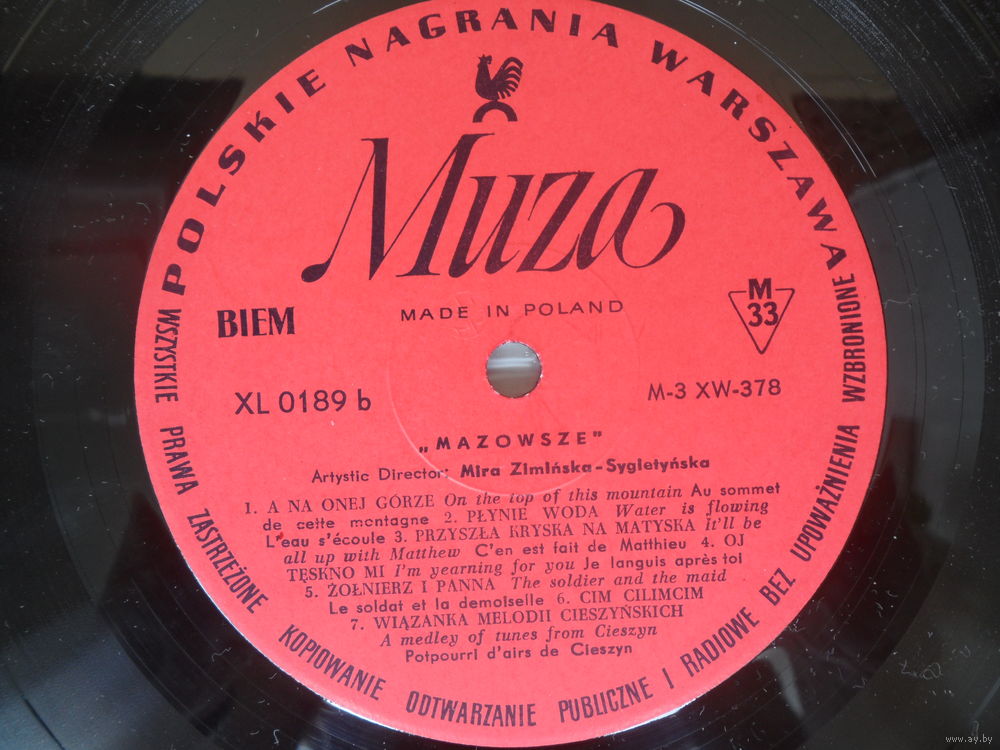 POLSKIE NAGRANIA WARSZAWA
Muza
MADE IN POLAND
BIEM
M
33
XL 0189 b
M-3 XW-378
„MAZOWSZE”
Artystic Director: Mira Zimińska-Sygietyńska
1. A NA ONEJ GÓRZE On the top of this mountain Au sommet
de cette montagne 2. PŁYNIE WODA Water is flowing
L'eau s'écoule 3. PRZYSZŁA KRYSKA NA MATYSKA It'll be
all up with Matthew C'en est fait de Matthieu 4. OJ
TĘSKNO MI I'm yearning for you Je languis après toi
5. ŻOŁNIERZ I PANNA The soldier and the maid
Le soldat et la demoiselle 6. CIM CILIMCIM
7. WIĄZANKA MELODII CIESZYŃSKICH
A medley of tunes from Cieszyn
Potpourri d'airs de Cieszyn
WSZYSTKIE PRAWA ZASTRZEŻONE KOPIOWANIE ODTWARZANIE PUBLICZNE I RADIOWE BEZ UPOWAŻNIENIA WZBRONIONE
www.ay.by